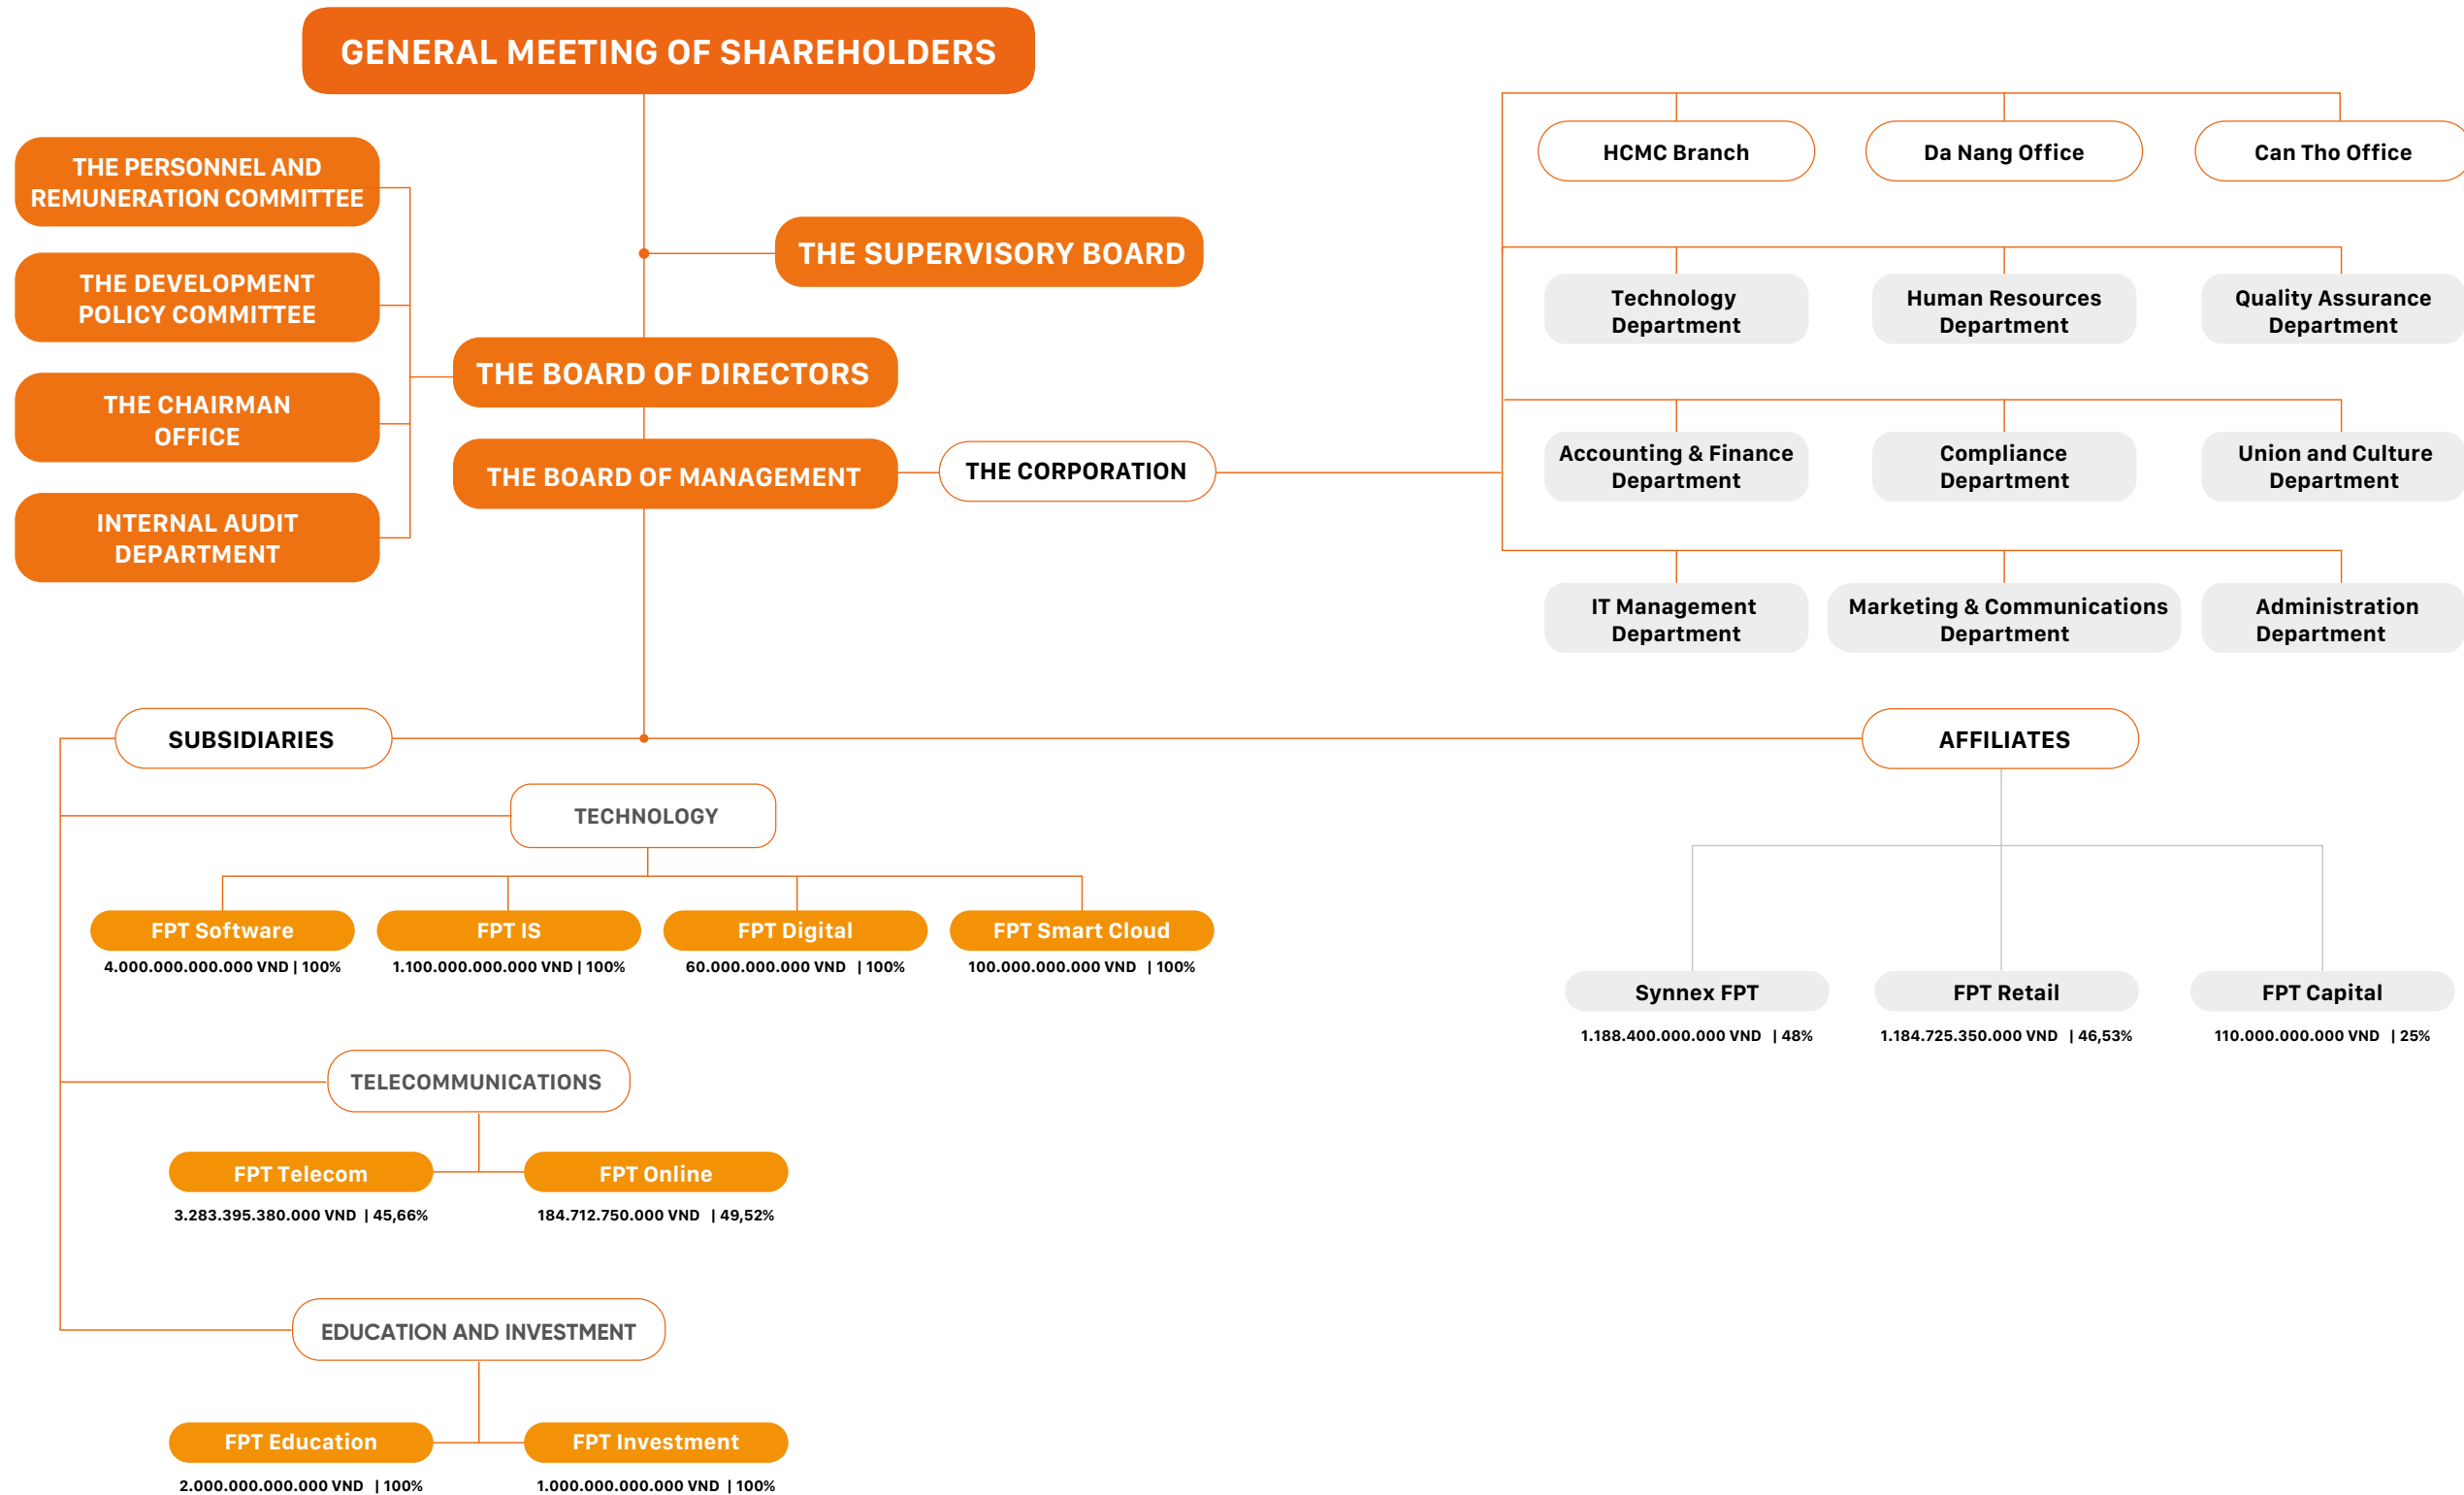 GENERAL MEETING OF SHAREHOLDERS
THE PERSONNEL AND
REMUNERATION COMMITTEE
THE DEVELOPMENT
POLICY COMMITTEE
THE CHAIRMAN
OFFICE
INTERNAL AUDIT
DEPARTMENT
THE SUPERVISORY BOARD
THE BOARD OF DIRECTORS
THE BOARD OF MANAGEMENT
THE CORPORATION
HCMC Branch
Da Nang Office
Can Tho Office
Technology
Department
Human Resources
Department
Quality Assurance
Department
Accounting & Finance
Department
Compliance
Department
Union and Culture
Department
IT Management
Department
Marketing & Communications
Department
Administration
Department
SUBSIDIARIES
TECHNOLOGY
FPT Software
4.000.000.000.000 VND | 100%
FPT IS
1.100.000.000.000 VND | 100%
FPT Digital
60.000.000.000 VND | 100%
FPT Smart Cloud
100.000.000.000 VND | 100%
TELECOMMUNICATIONS
FPT Telecom
3.283.395.380.000 VND | 45,66%
FPT Online
184.712.750.000 VND | 49,52%
EDUCATION AND INVESTMENT
FPT Education
2.000.000.000.000 VND | 100%
FPT Investment
1.000.000.000.000 VND | 100%
AFFILIATES
Synnex FPT
1.188.400.000.000 VND | 48%
FPT Retail
1.184.725.350.000 VND | 46,53%
FPT Capital
110.000.000.000 VND | 25%